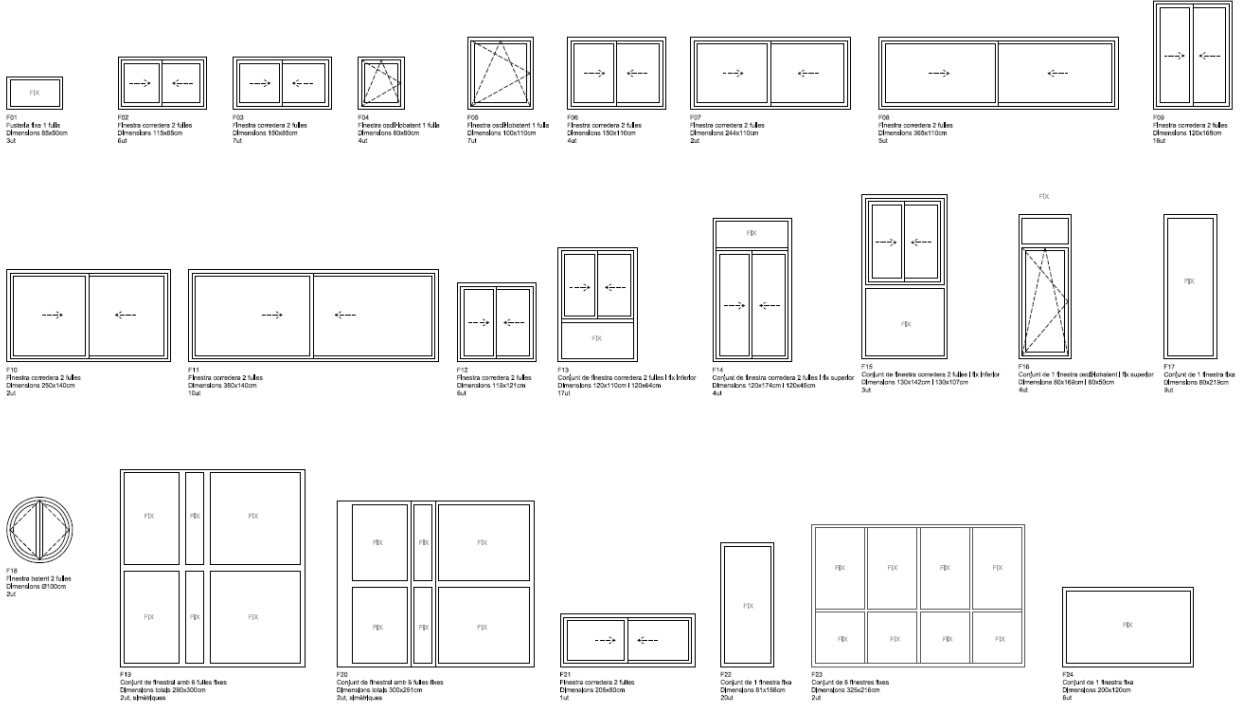 FIX
F01
Fusteria fixa 1 fulla
Dimensions 85x50cm
3ut
F02
Finestra corredera 2 fulles
Dimensions 118x85cm
6ut
F03
Finestra corredera 2 fulles
Dimensions 150x85cm
7ut
F04
Finestra oscil·lobatent 1 fulla
Dimensions 80x80cm
4ut
F05
Finestra oscil·lobatent 1 fulla
Dimensions 100x110cm
7ut
F06
Finestra corredera 2 fulles
Dimensions 150x110cm
4ut
F07
Finestra corredera 2 fulles
Dimensions 244x110cm
2ut
F08
Finestra corredera 2 fulles
Dimensions 365x110cm
5ut
F09
Finestra corredera 2 fulles
Dimensions 120x165cm
16ut
F10
Finestra corredera 2 fulles
Dimensions 250x140cm
2ut
F11
Finestra corredera 2 fulles
Dimensions 380x140cm
10ut
F12
Finestra corredera 2 fulles
Dimensions 119x121cm
6ut
FIX
F13
Conjunt de finestra corredera 2 fulles i fix inferior
Dimensions 120x110cm | 120x64cm
17ut
FIX
F14
Conjunt de finestra corredera 2 fulles i fix superior
Dimensions 120x174cm | 120x45cm
4ut
FIX
F15
Conjunt de finestra corredera 2 fulles i fix inferior
Dimensions 130x142cm | 130x107cm
3ut
FIX
F16
Conjunt de 1 finestra oscil·lobatent i fix superior
Dimensions 80x169cm | 80x50cm
4ut
FIX
F17
Conjunt de 1 finestra fixa
Dimensions 80x219cm
8ut
F18
Finestra batent 2 fulles
Dimensions Ø100cm
2ut
FIX FIX FIX
FIX FIX FIX
F19
Conjunt de finestral amb 6 fulles fixes
Dimensions totals 280x300cm
2ut, simètriques
FIX FIX FIX
FIX FIX FIX
F20
Conjunt de finestral amb 6 fulles fixes
Dimensions totals 300x251cm
2ut, simètriques
F21
Finestra corredera 2 fulles
Dimensions 205x80cm
1ut
FIX
F22
Conjunt de 1 finestra fixa
Dimensions 81x188cm
20ut
FIX FIX FIX FIX
FIX FIX FIX FIX
F23
Conjunt de 8 finestres fixes
Dimensions 325x216cm
2ut
FIX
F24
Conjunt de 1 finestra fixa
Dimensions 200x120cm
6ut